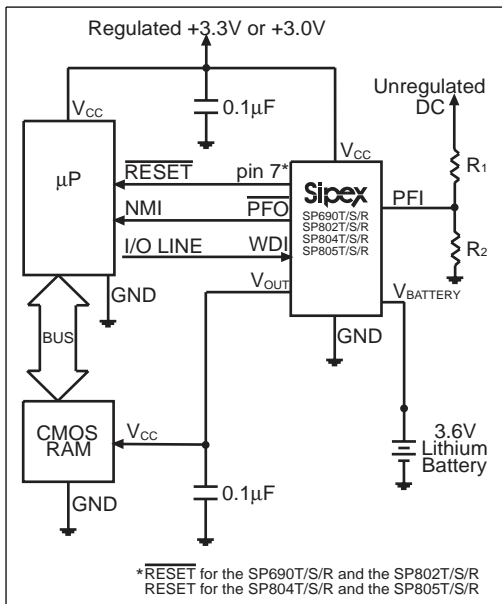 Regulated +3.3V or +3.0V
Unregulated
DC
VCC
0.1µF
VCC
R1
µP
RESET
pin 7*
Sipex
SP690T/S/R
SP802T/S/R
SP804T/S/R
SP805T/S/R
PFI
NMI
PFO
R2
I/O LINE
WDI
VOUT
GND
VBATTERY
GND
BUS
CMOS
RAM
VCC
3.6V
Lithium
Battery
GND
0.1µF
*RESET for the SP690T/S/R and the SP802T/S/R
RESET for the SP804T/S/R and the SP805T/S/R